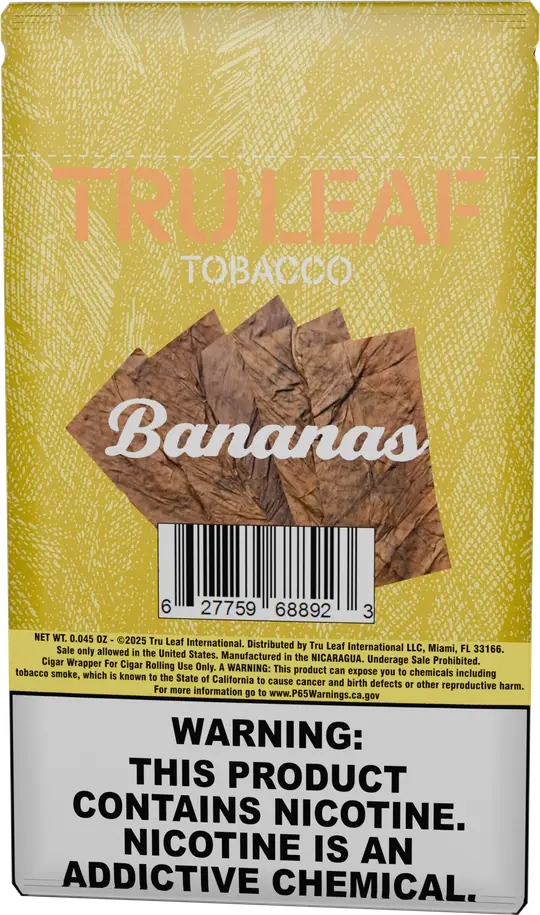 TRU LEAF
TOBACCO
Bananas
6 27759 68892 3
NET WT. 0.045 OZ - ©2025 Tru Leaf International. Distributed by Tru Leaf International LLC, Miami, FL 33166.
Sale only allowed in the United States. Manufactured in the NICARAGUA. Underage Sale Prohibited.
Cigar Wrapper For Cigar Rolling Use Only. A WARNING: This product can expose you to chemicals including
tobacco smoke, which is known to the State of California to cause cancer and birth defects or other reproductive harm.
For more information go to www.P65Warnings.ca.gov
WARNING:
THIS PRODUCT
CONTAINS NICOTINE.
NICOTINE IS AN
ADDICTIVE CHEMICAL.